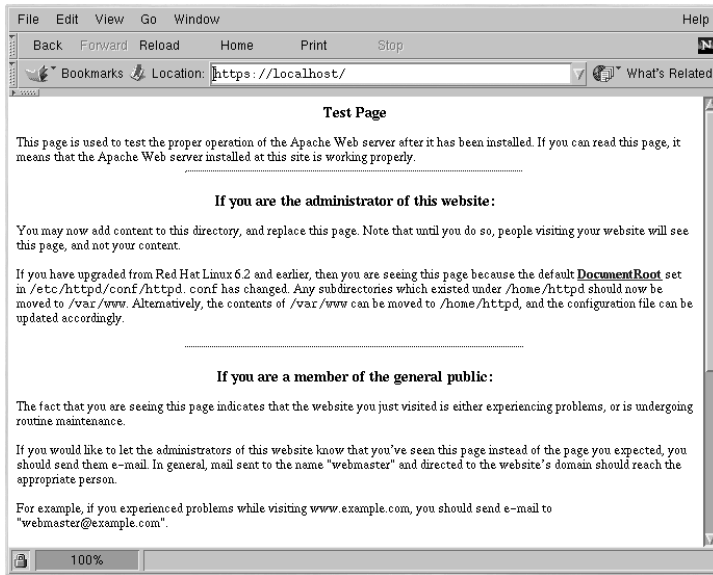 File Edit View Go Window Help
Back Forward Reload Home Print Stop N
Bookmarks Location: https://localhost/ What's Related
Test Page
This page is used to test the proper operation of the Apache Web server after it has been installed. If you can read this page, it
means that the Apache Web server installed at this site is working properly.
If you are the administrator of this website:
You may now add content to this directory, and replace this page. Note that until you do so, people visiting your website will see
this page, and not your content.
If you have upgraded from Red Hat Linux 6.2 and earlier, then you are seeing this page because the default DocumentRoot set
in /etc/httpd/conf/httpd.conf has changed. Any subdirectories which existed under /home/httpd should now be
moved to /var/www. Alternatively, the contents of /var/www can be moved to /home/httpd, and the configuration file can be
updated accordingly.
If you are a member of the general public:
The fact that you are seeing this page indicates that the website you just visited is either experiencing problems, or is undergoing
routine maintenance.
If you would like to let the administrators of this website know that you've seen this page instead of the page you expected, you
should send them e-mail. In general, mail sent to the name "webmaster" and directed to the website's domain should reach the
appropriate person.
For example, if you experienced problems while visiting www.example.com, you should send e-mail to
"webmaster@example.com".
100%